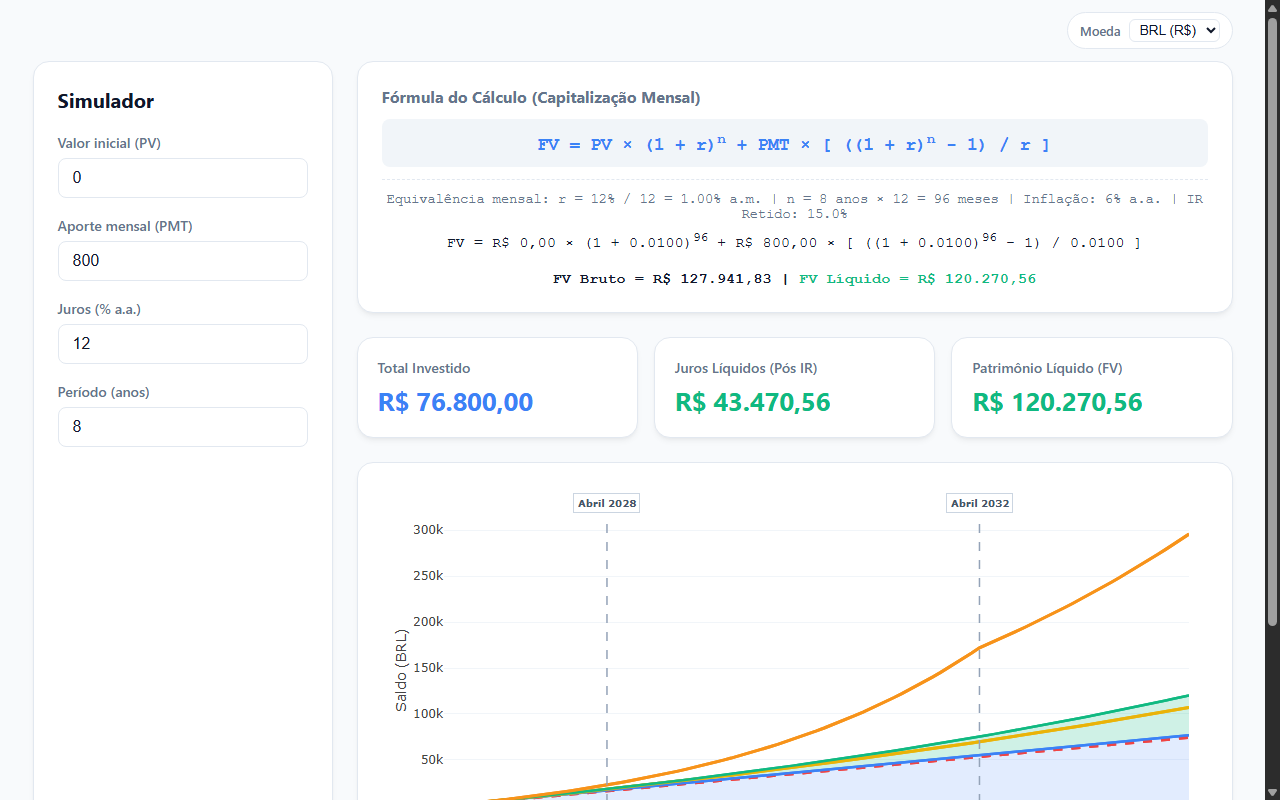 Moeda BRL (R$)
Simulador
Valor inicial (PV)
0
Aporte mensal (PMT)
800
Juros (% a.a.)
12
Período (anos)
8
Fórmula do Cálculo (Capitalização Mensal)
FV = PV × (1 + r)ⁿ + PMT × [ ((1 + r)ⁿ - 1) / r ]
Equivalência mensal: r = 12% / 12 = 1.00% a.m. | n = 8 anos × 12 = 96 meses | Inflação: 6% a.a. | IR
Retido: 15.0%
FV = R$ 0,00 × (1 + 0.0100)⁹⁶ + R$ 800,00 × [ ((1 + 0.0100)⁹⁶ - 1) / 0.0100 ]
FV Bruto = R$ 127.941,83 | FV Líquido = R$ 120.270,56
Total Investido
R$ 76.800,00
Juros Líquidos (Pós IR)
R$ 43.470,56
Patrimônio Líquido (FV)
R$ 120.270,56
Abril 2028
Abril 2032
300k
250k
200k
150k
100k
50k
Saldo (BRL)